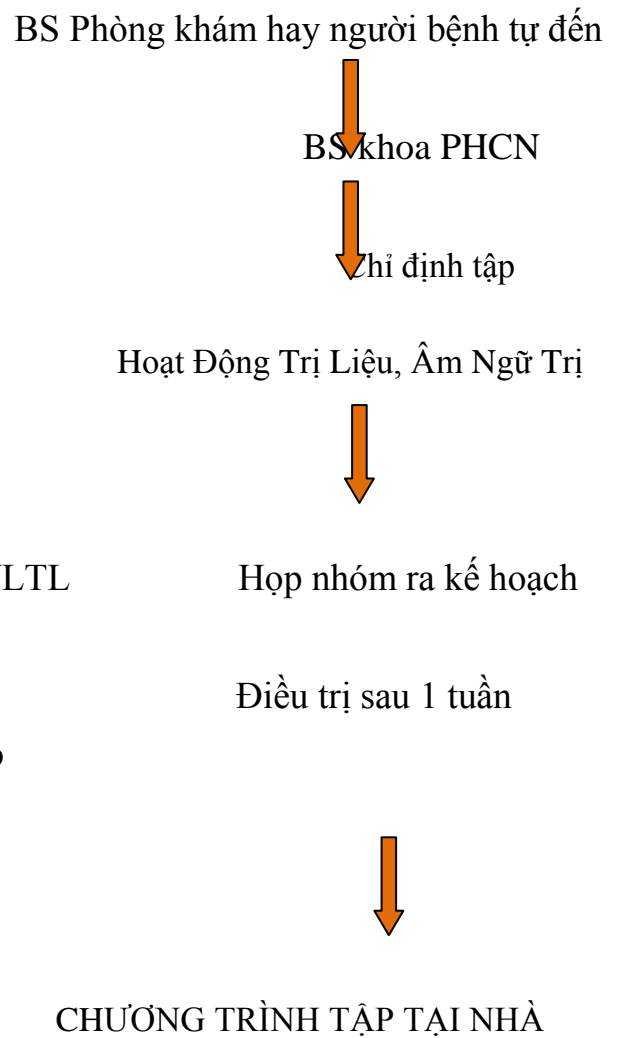 BS Phòng khám hay người bệnh tự đến
BS khoa PHCN
Chỉ định tập
Hoạt Động Trị Liệu, Âm Ngữ Trị
LTL Họp nhóm ra kế hoạch
Điều trị sau 1 tuần
CHƯƠNG TRÌNH TẬP TẠI NHÀ